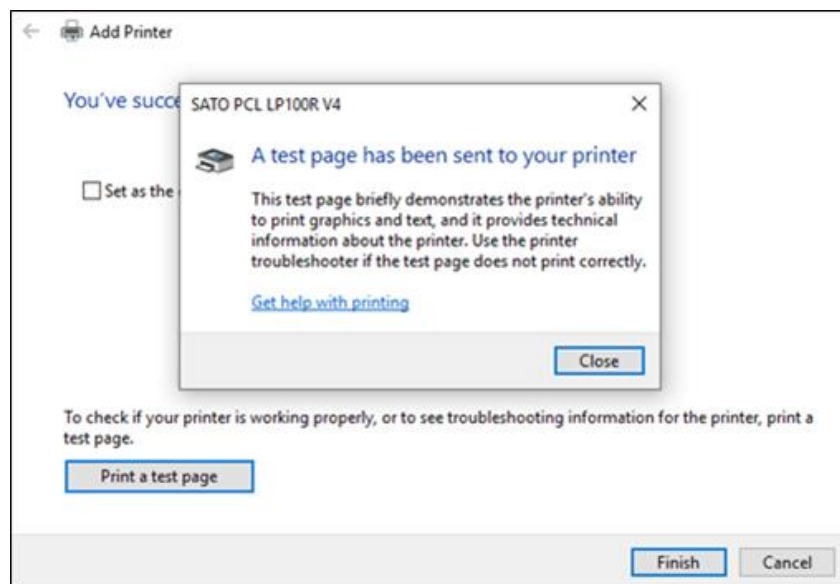 Add Printer
You've succe
SATO PCL LP100R V4
A test page has been sent to your printer
Set as the
This test page briefly demonstrates the printer's ability
to print graphics and text, and it provides technical
information about the printer. Use the printer
troubleshooter if the test page does not print correctly.
Get help with printing
Close
To check if your printer is working properly, or to see troubleshooting information for the printer, print a
test page.
Print a test page
Finish
Cancel